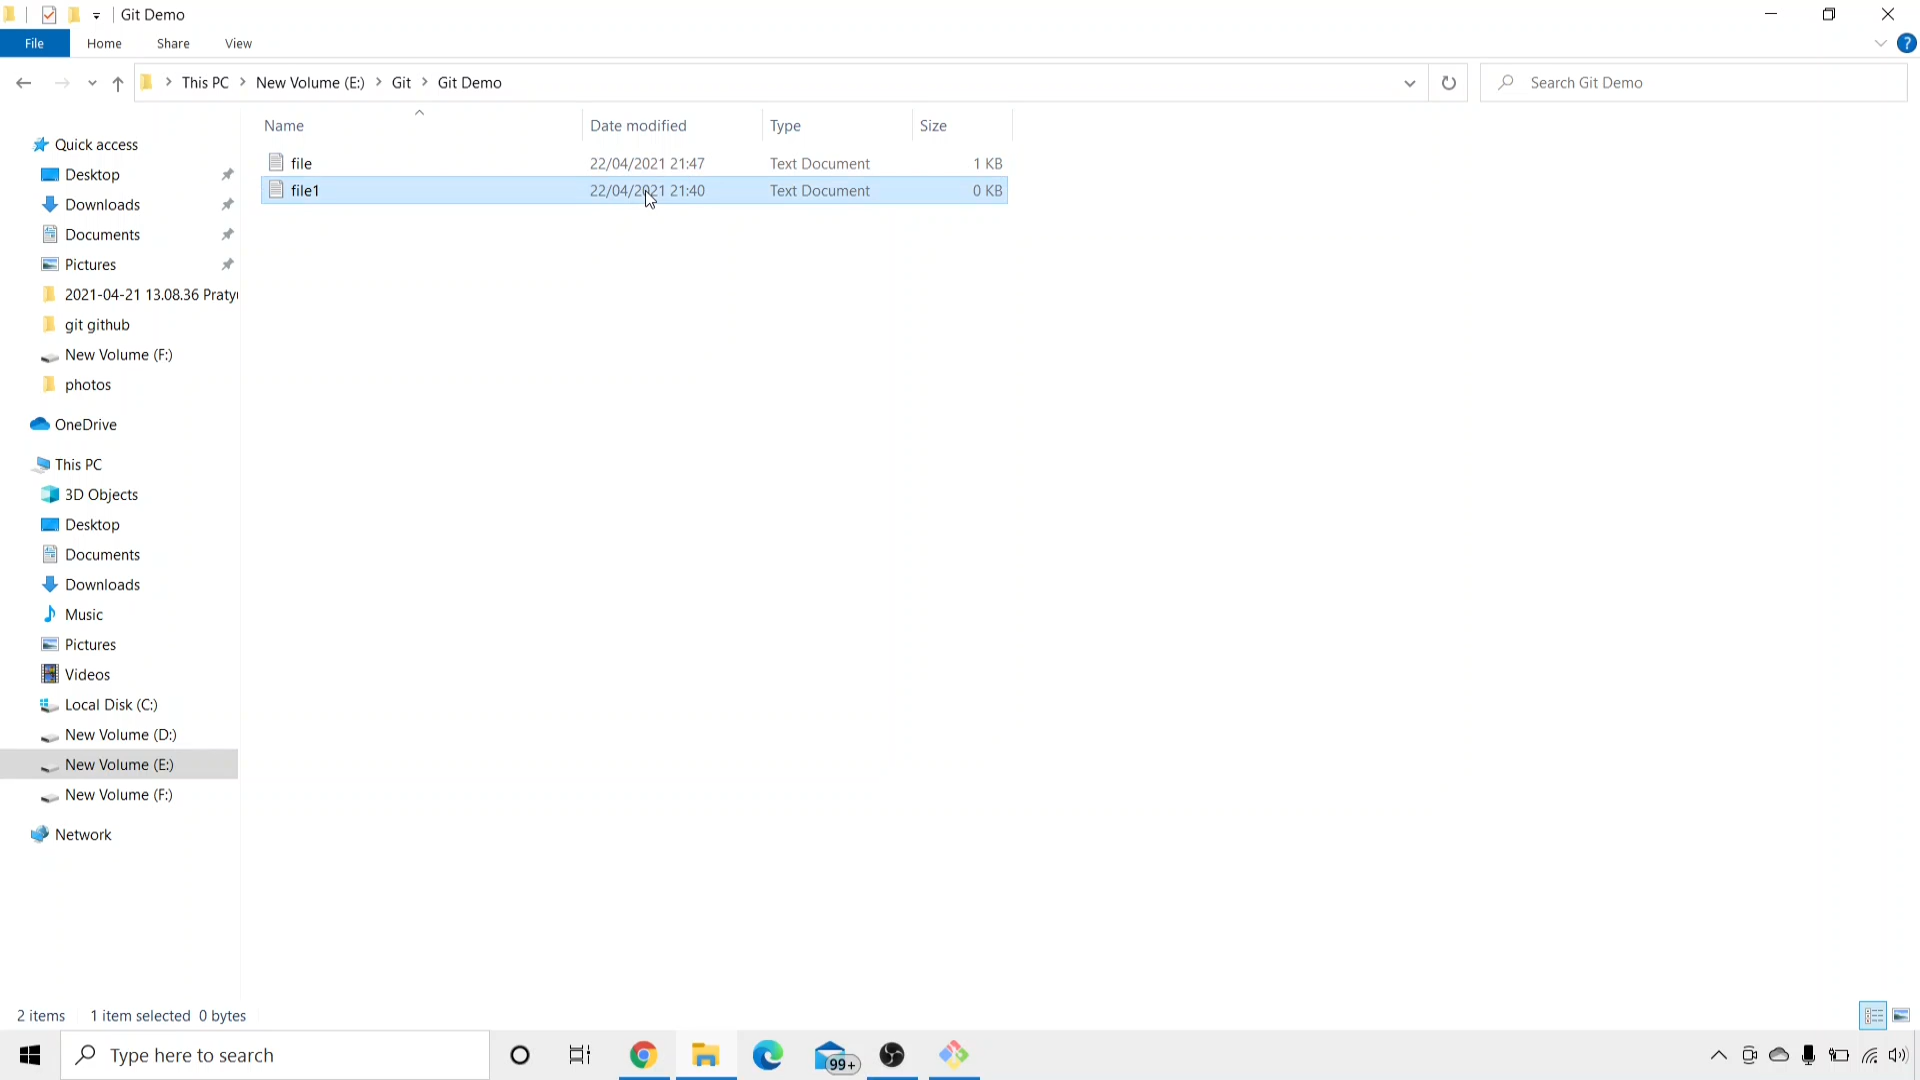 Git Demo
File Home Share View
This PC New Volume (E:) Git Git Demo
Search Git Demo
Name Date modified Type Size
file 22/04/2021 21:47 Text Document 1 KB
file1 22/04/2021 21:40 Text Document 0 KB
Quick access
Desktop
Downloads
Documents
Pictures
2021-04-21 13.08.36 Praty
git github
New Volume (F:)
photos
OneDrive
This PC
3D Objects
Desktop
Documents
Downloads
Music
Pictures
Videos
Local Disk (C:)
New Volume (D:)
New Volume (E:)
New Volume (F:)
Network
2 items 1 item selected 0 bytes
Type here to search
99+